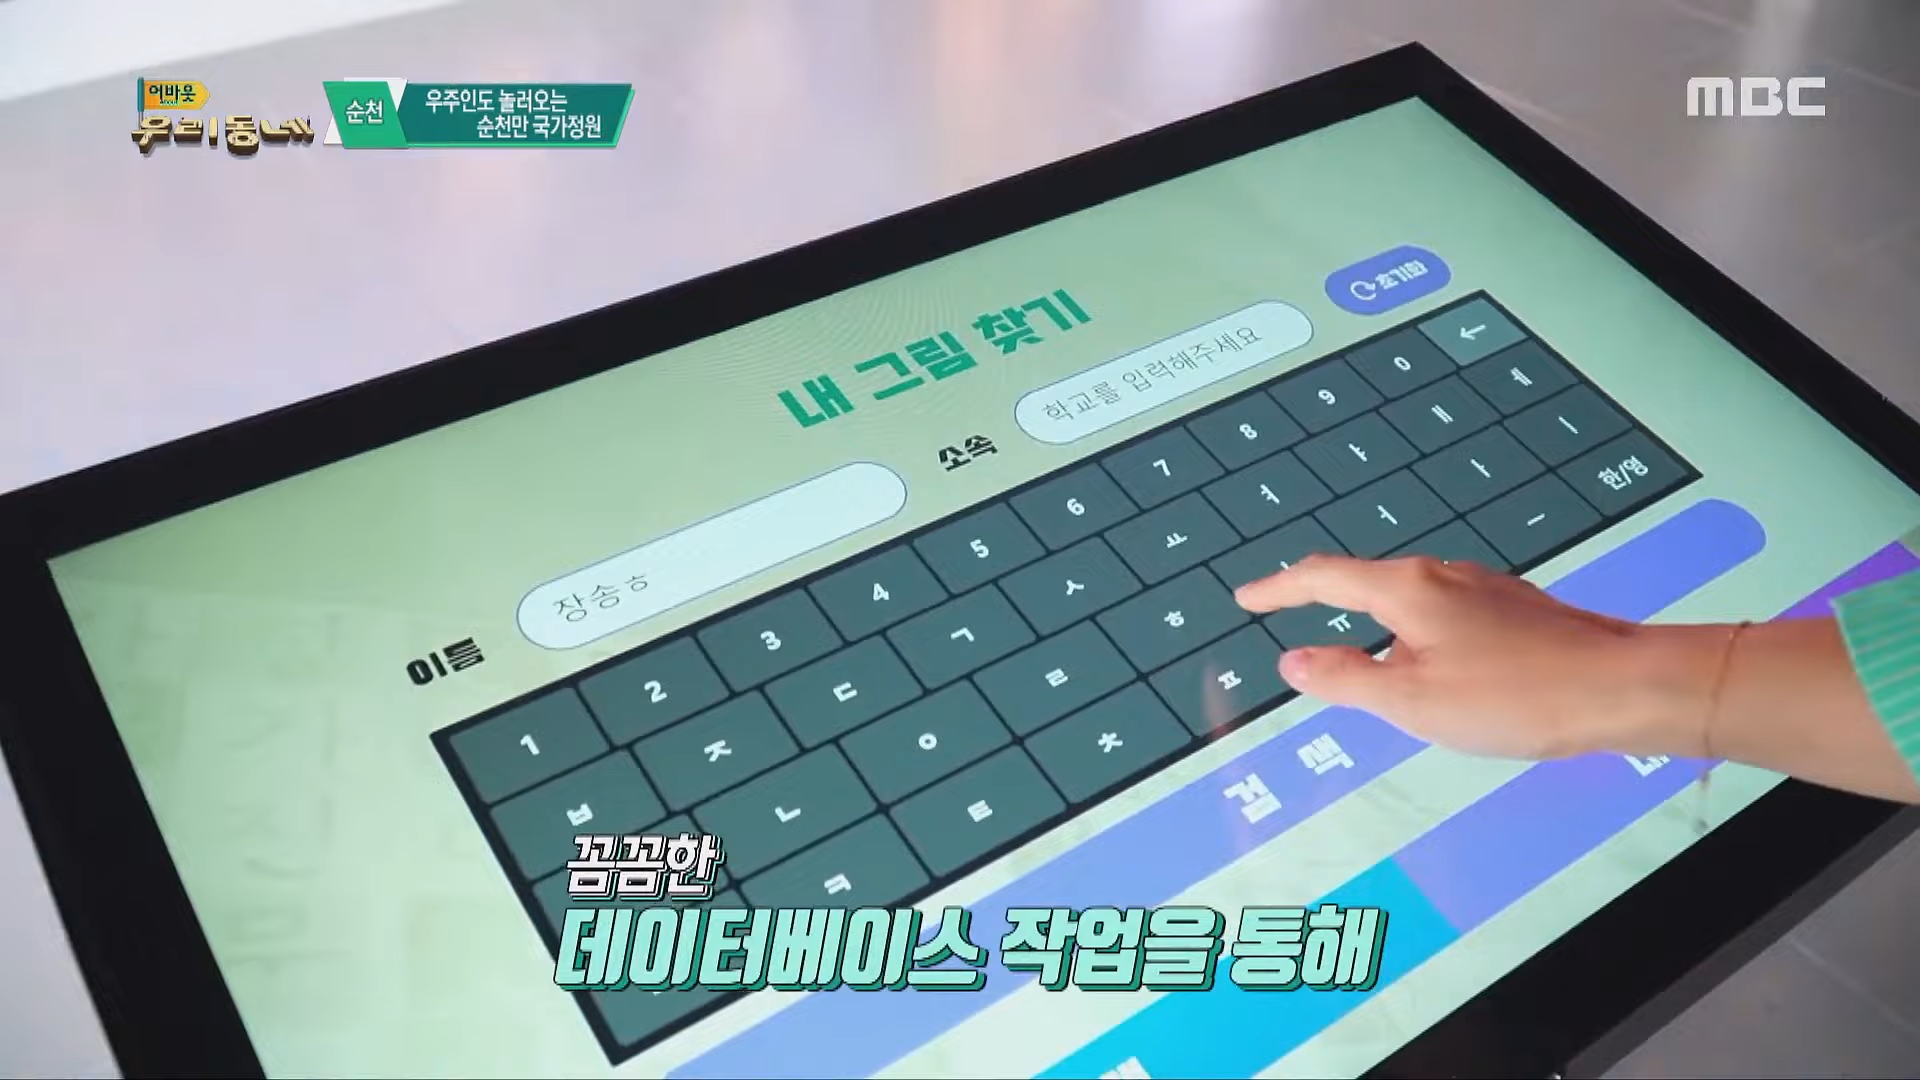 어바웃
우리동네
순천
우주인도 놀러오는
순천만 국가정원
MBC
내 그림 찾기
초기화
이름
장송ㅎ
소속
학교를 입력해주세요
1 2 3 4 5 6 7 8 9 0 ←
ㅂ ㅈ ㄷ ㄱ ㅅ ㅛ ㅕ ㅑ ㅐ ㅔ
ㄴ ㅇ ㄹ ㅎ ㅓ ㅏ ㅣ
ㅋ ㅌ ㅊ ㅍ ㅠ ㅡ 한/영
검 색
꼼꼼한
데이터베이스 작업을 통해